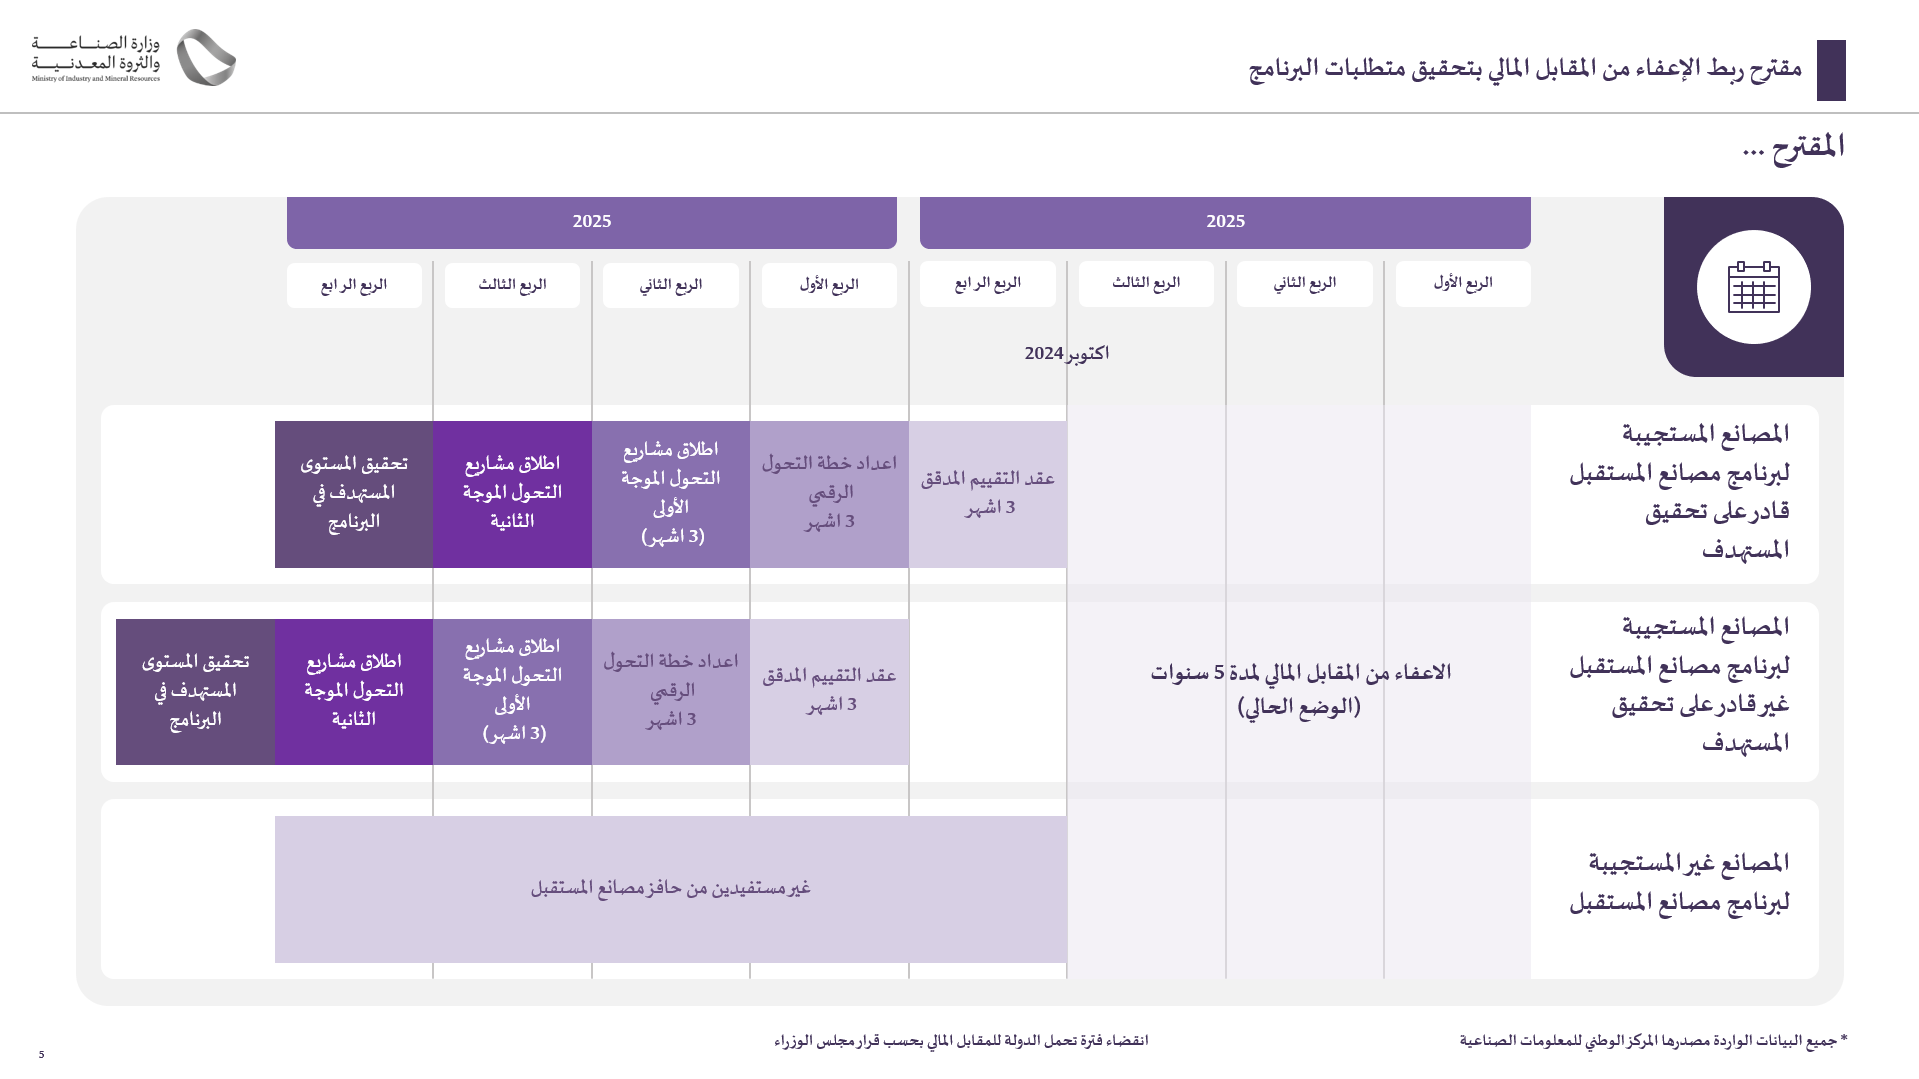 وزارة الصناعة
والثروة المعدنية
Ministry of Industry and Mineral Resources
مقترح ربط الإعفاء من المقابل المالي بتحقيق متطلبات البرنامج
المقترح ...
2025
2025
الربع الأول
الربع الثاني
الربع الثالث
الربع الرابع
الربع الأول
الربع الثاني
الربع الثالث
الربع الرابع
اكتوبر 2024
المصانع المستجيبة
لبرنامج مصانع المستقبل
قادر على تحقيق
المستهدف
عقد التقييم المدقق
3 اشهر
اعداد خطة التحول
الرقمي
3 اشهر
اطلاق مشاريع
التحول الموجة
الأولى
(3 اشهر)
اطلاق مشاريع
التحول الموجة
الثانية
تحقيق المستوى
المستهدف في
البرنامج
المصانع المستجيبة
لبرنامج مصانع المستقبل
غير قادر على تحقيق
المستهدف
الاعفاء من المقابل المالي لمدة 5 سنوات
(الوضع الحالي)
عقد التقييم المدقق
3 اشهر
اعداد خطة التحول
الرقمي
3 اشهر
اطلاق مشاريع
التحول الموجة
الأولى
(3 اشهر)
اطلاق مشاريع
التحول الموجة
الثانية
تحقيق المستوى
المستهدف في
البرنامج
المصانع غير المستجيبة
لبرنامج مصانع المستقبل
غير مستفيدين من حافز مصانع المستقبل
* جميع البيانات الواردة مصدرها المركز الوطني للمعلومات الصناعية
انقضاء فترة تحمل الدولة للمقابل المالي بحسب قرار مجلس الوزراء
5